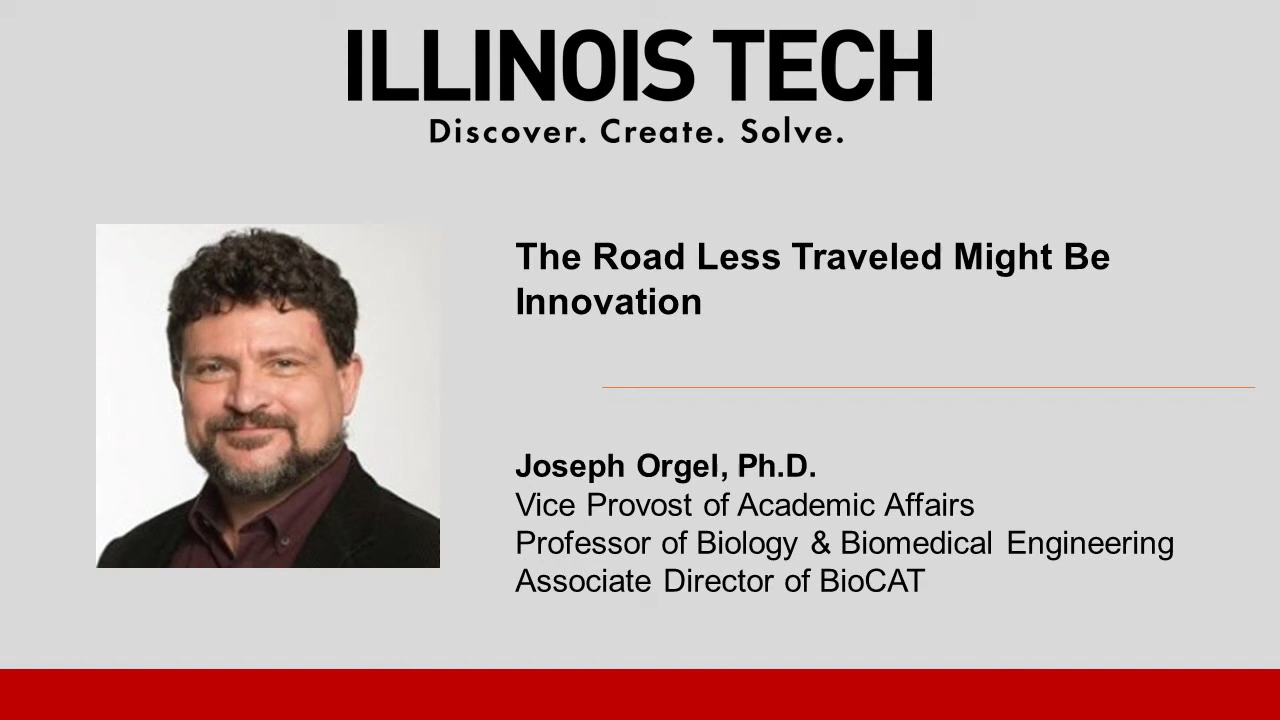 ILLINOIS TECH
Discover. Create. Solve.
The Road Less Traveled Might Be
Innovation
Joseph Orgel, Ph.D.
Vice Provost of Academic Affairs
Professor of Biology & Biomedical Engineering
Associate Director of BioCAT